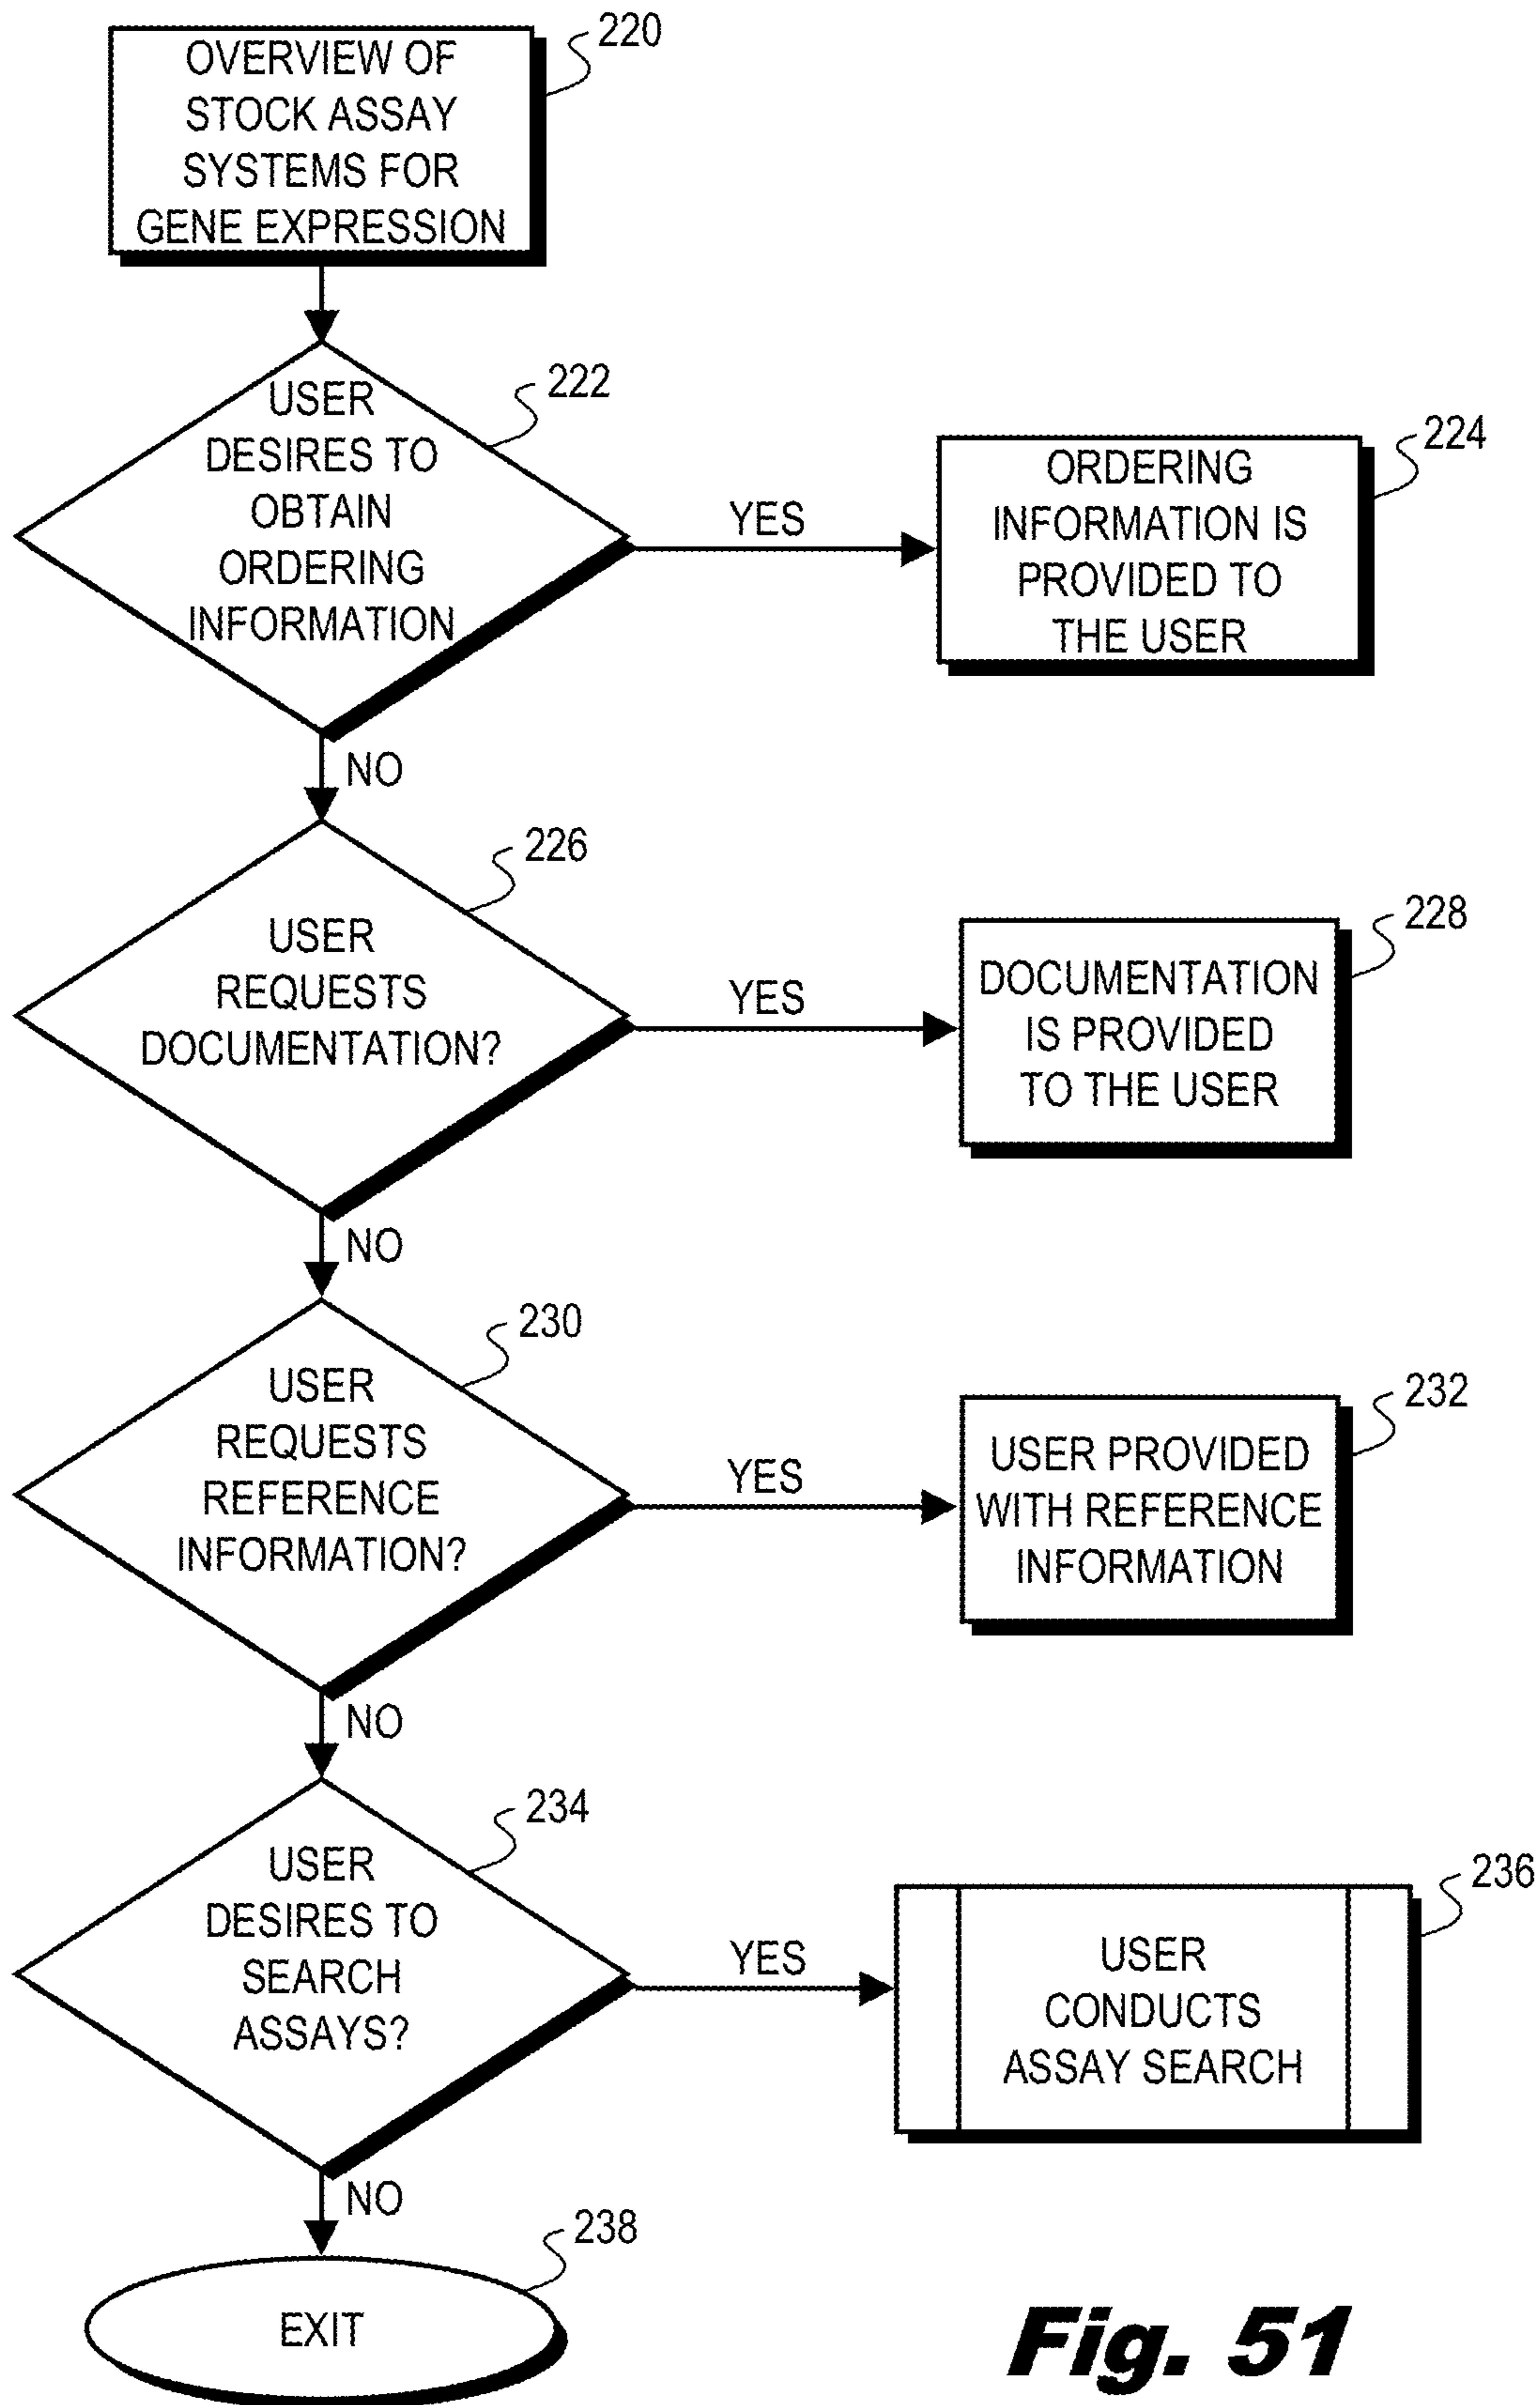 OVERVIEW OF
STOCK ASSAY
SYSTEMS FOR
GENE EXPRESSION
220
USER
DESIRES TO
OBTAIN
ORDERING
INFORMATION
222
YES
ORDERING
INFORMATION IS
PROVIDED TO
THE USER
224
NO
USER
REQUESTS
DOCUMENTATION?
226
YES
DOCUMENTATION
IS PROVIDED
TO THE USER
228
NO
USER
REQUESTS
REFERENCE
INFORMATION?
230
YES
USER PROVIDED
WITH REFERENCE
INFORMATION
232
NO
USER
DESIRES TO
SEARCH
ASSAYS?
234
YES
USER
CONDUCTS
ASSAY SEARCH
236
NO
EXIT
238
Fig. 51